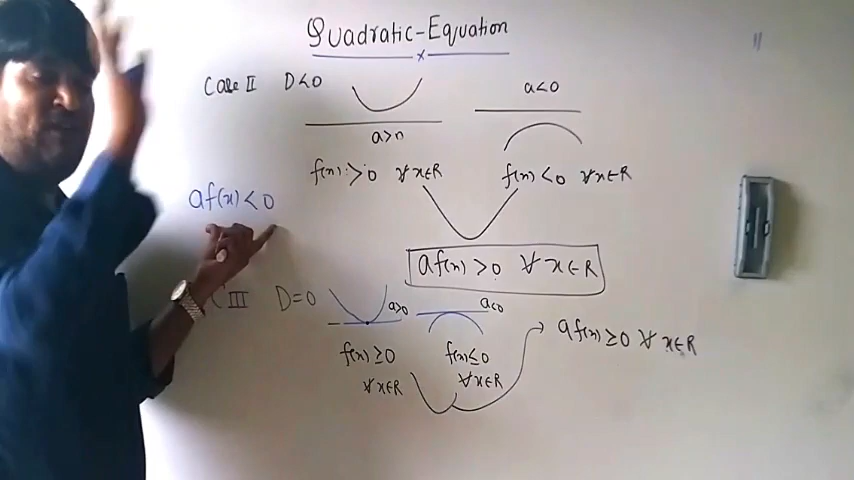 Quadratic-Equation
x
Case II D<0
a<0
a>0
f(x) > 0 ∀x∈R
f(x) <0 ∀x∈R
af(x)<0
af(x) >0 ∀ x∈R
C III D=0
a>0
a<0
f(x) ≥0
∀x∈R
f(x)≤0
∀x∈R
af(x) ≥0 ∀ x∈R